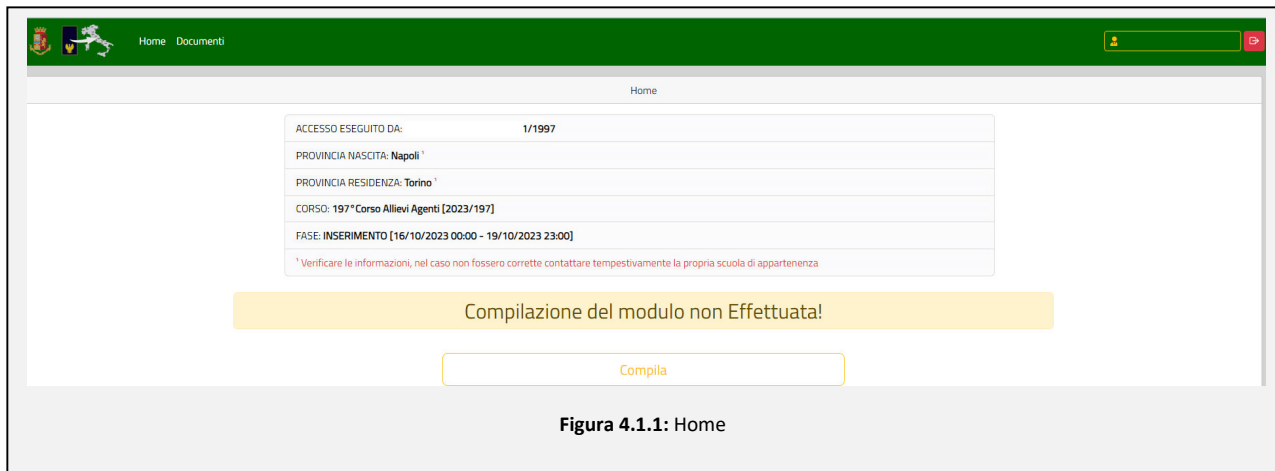 Home Documenti
Home
ACCESSO ESEGUITO DA: 1/1997
PROVINCIA NASCITA: Napoli ¹
PROVINCIA RESIDENZA: Torino ¹
CORSO: 197°Corso Allievi Agenti [2023/197]
FASE: INSERIMENTO [16/10/2023 00:00 - 19/10/2023 23:00]
¹ Verificare le informazioni, nel caso non fossero corrette contattare tempestivamente la propria scuola di appartenenza
Compilazione del modulo non Effettuata!
Compila
Figura 4.1.1: Home